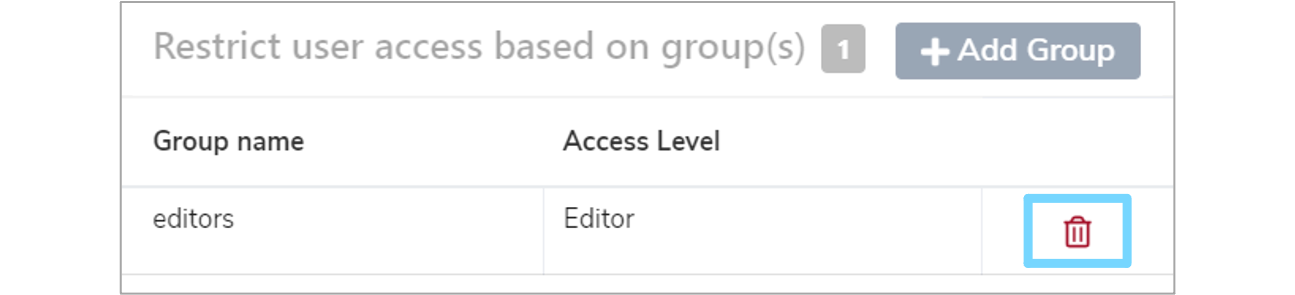 Restrict user access based on group(s) 1 + Add Group
Group name Access Level
editors Editor